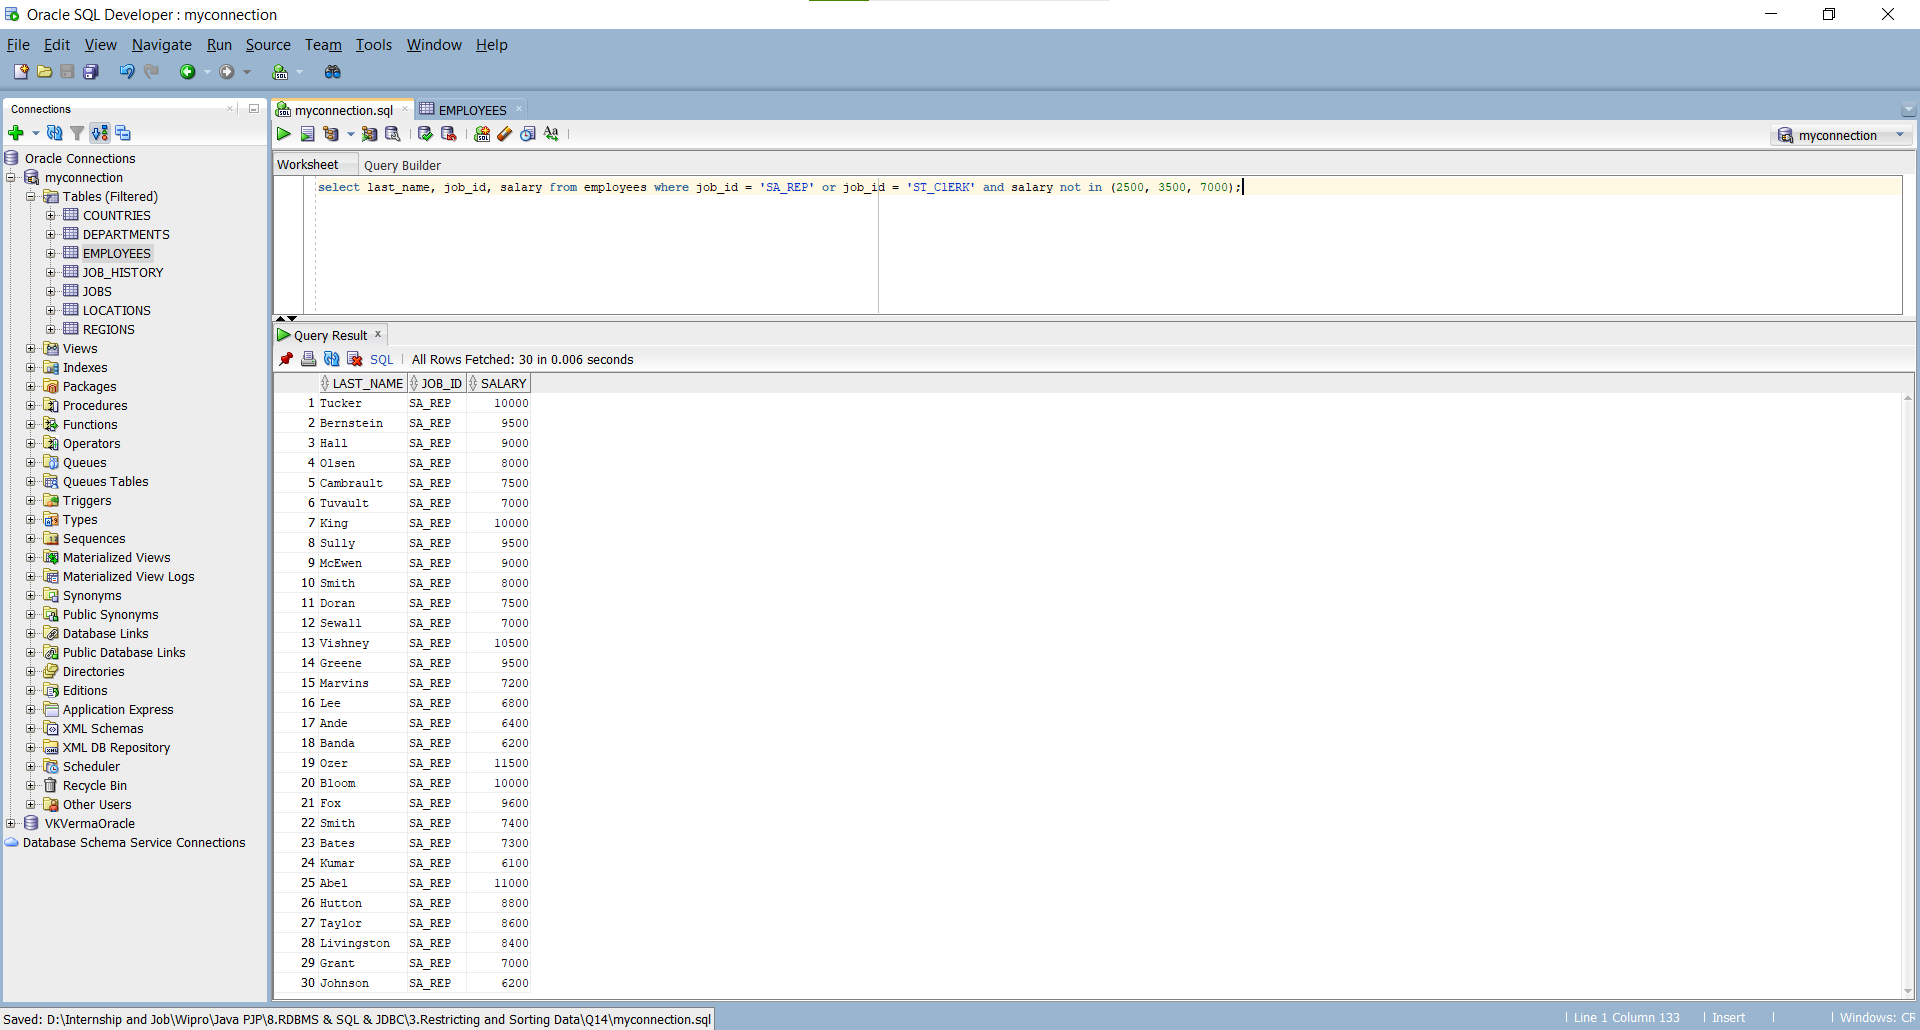 Oracle SQL Developer : myconnection
File Edit View Navigate Run Source Team Tools Window Help
Connections
Oracle Connections
myconnection
Tables (Filtered)
COUNTRIES
DEPARTMENTS
EMPLOYEES
JOB_HISTORY
JOBS
LOCATIONS
REGIONS
Views
Indexes
Packages
Procedures
Functions
Operators
Queues
Queues Tables
Triggers
Types
Sequences
Materialized Views
Materialized View Logs
Synonyms
Public Synonyms
Database Links
Public Database Links
Directories
Editions
Application Express
XML Schemas
XML DB Repository
Scheduler
Recycle Bin
Other Users
VKVermaOracle
Database Schema Service Connections
myconnection.sql EMPLOYEES
myconnection
Worksheet Query Builder
select last_name, job_id, salary from employees where job_id = 'SA_REP' or job_id = 'ST_ClERK' and salary not in (2500, 3500, 7000);
Query Result
SQL All Rows Fetched: 30 in 0.006 seconds
LAST_NAME JOB_ID SALARY
1 Tucker SA_REP 10000
2 Bernstein SA_REP 9500
3 Hall SA_REP 9000
4 Olsen SA_REP 8000
5 Cambrault SA_REP 7500
6 Tuvault SA_REP 7000
7 King SA_REP 10000
8 Sully SA_REP 9500
9 McEwen SA_REP 9000
10 Smith SA_REP 8000
11 Doran SA_REP 7500
12 Sewall SA_REP 7000
13 Vishney SA_REP 10500
14 Greene SA_REP 9500
15 Marvins SA_REP 7200
16 Lee SA_REP 6800
17 Ande SA_REP 6400
18 Banda SA_REP 6200
19 Ozer SA_REP 11500
20 Bloom SA_REP 10000
21 Fox SA_REP 9600
22 Smith SA_REP 7400
23 Bates SA_REP 7300
24 Kumar SA_REP 6100
25 Abel SA_REP 11000
26 Hutton SA_REP 8800
27 Taylor SA_REP 8600
28 Livingston SA_REP 8400
29 Grant SA_REP 7000
30 Johnson SA_REP 6200
Saved: D:\Internship and Job\Wipro\Java PJP\8.RDBMS & SQL & JDBC\3.Restricting and Sorting Data\Q14\myconnection.sql
Line 1 Column 133 Insert Windows: CR